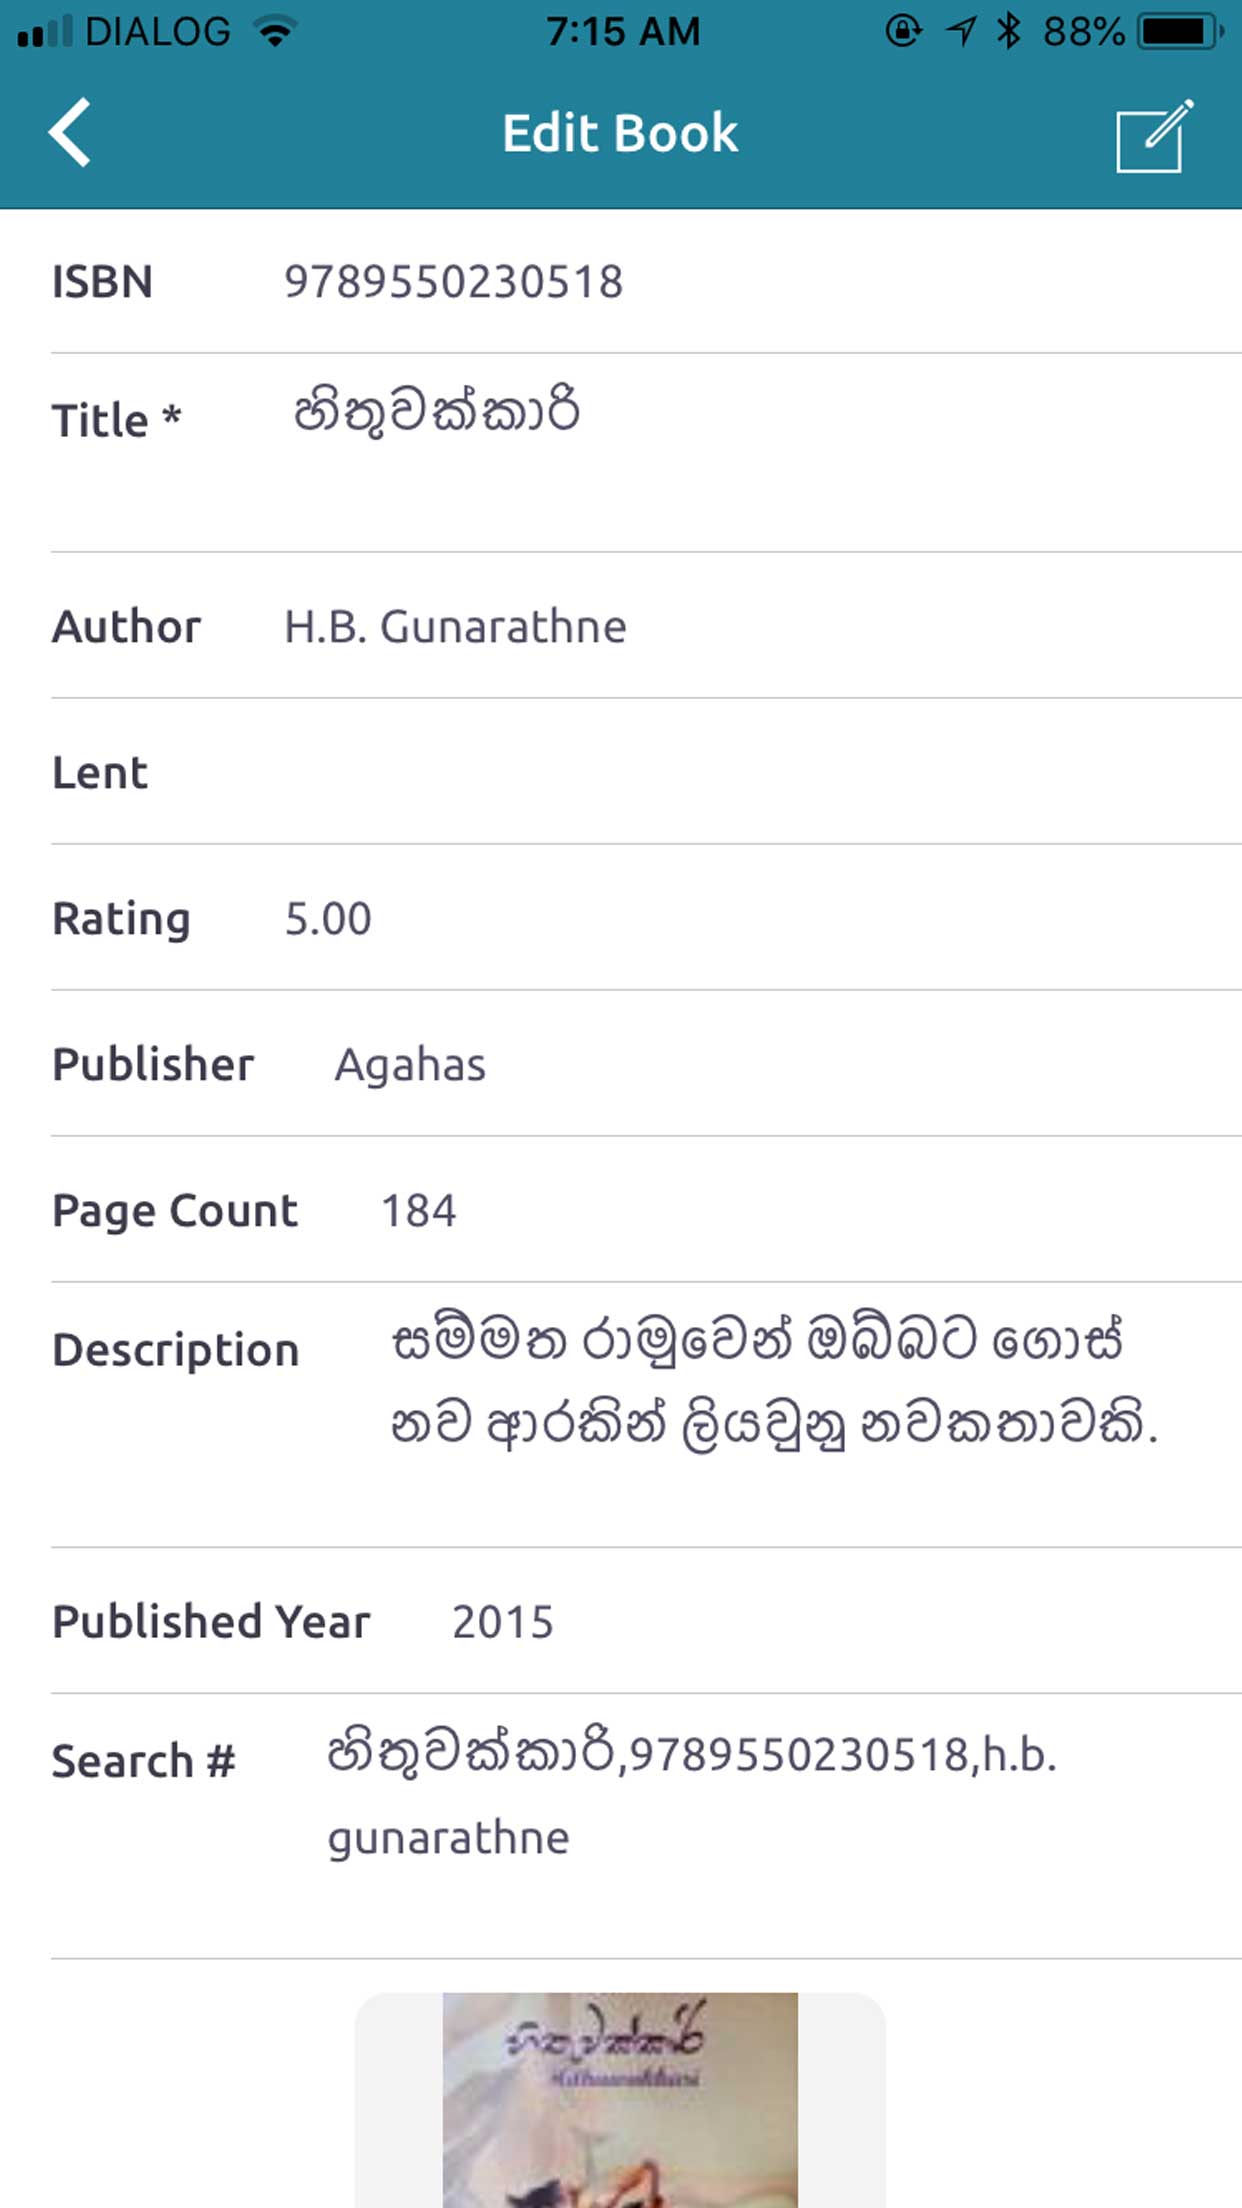 DIALOG 7:15 AM 88%
Edit Book
ISBN 9789550230518
Title * හිතුවක්කාරි
Author H.B. Gunarathne
Lent
Rating 5.00
Publisher Agahas
Page Count 184
Description සම්මත රාමුවෙන් ඔබ්බට ගොස්
නව ආරකින් ලියවුනු නවකතාවකි.
Published Year 2015
Search # හිතුවක්කාරි,9789550230518,h.b.
gunarathne
හිතුවක්කාරි